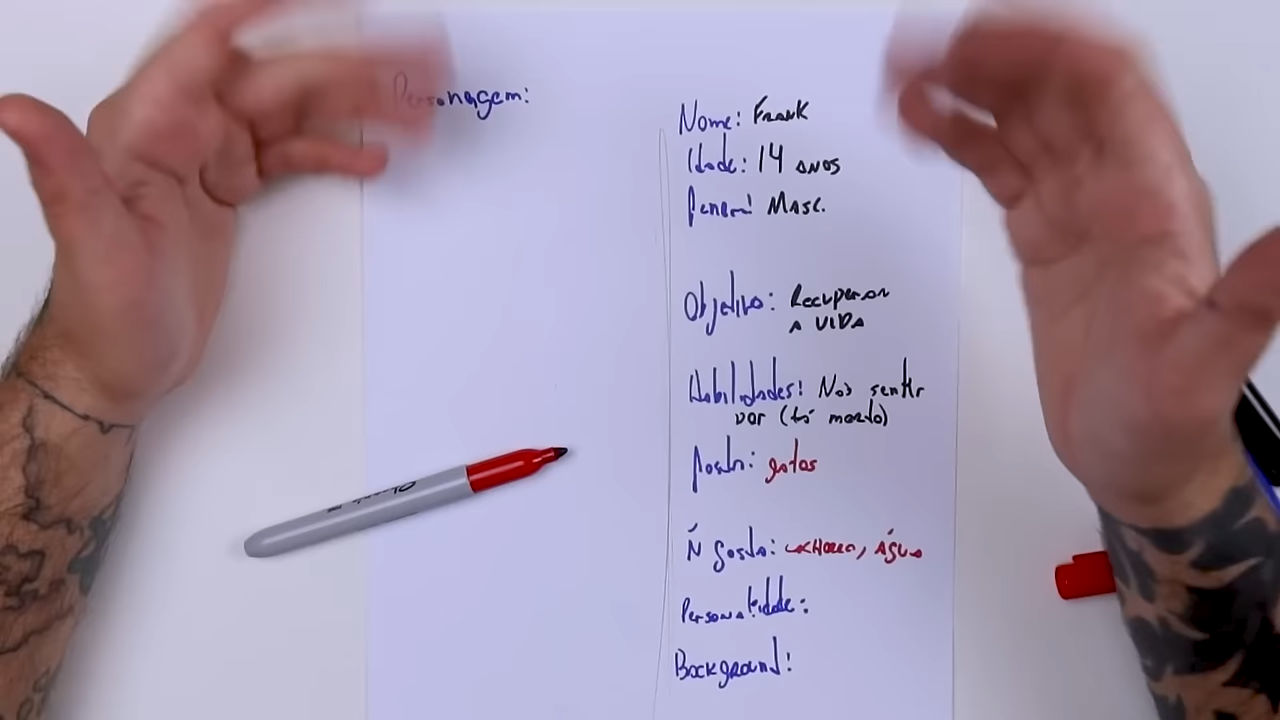 Personagem:
Nome: Frank
Idade: 14 anos
Genero: Masc.
Objetivo: Recuperar
a vida
Habilidades: Não sentir
dor (tá morto)
Gosta: gatos
Ñ gosta: cachorro, água
Personalidade:
Background: